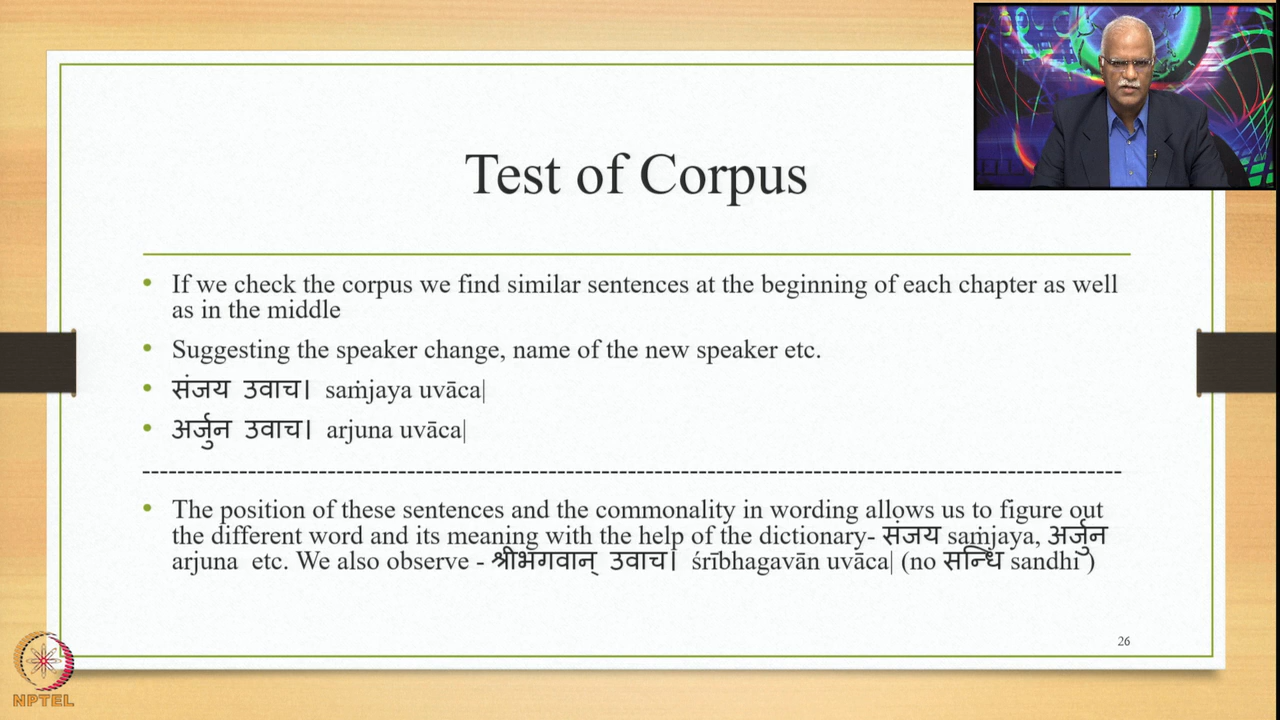 Test of Corpus
• If we check the corpus we find similar sentences at the beginning of each chapter as well
as in the middle
• Suggesting the speaker change, name of the new speaker etc.
• संजय उवाच। saṁjaya uvāca|
• अर्जुन उवाच। arjuna uvāca|
• The position of these sentences and the commonality in wording allows us to figure out
the different word and its meaning with the help of the dictionary- संजय saṁjaya, अर्जुन
arjuna etc. We also observe - श्रीभगवान् उवाच। śrībhagavān uvāca| (no सन्धि sandhi )
26
NPTEL